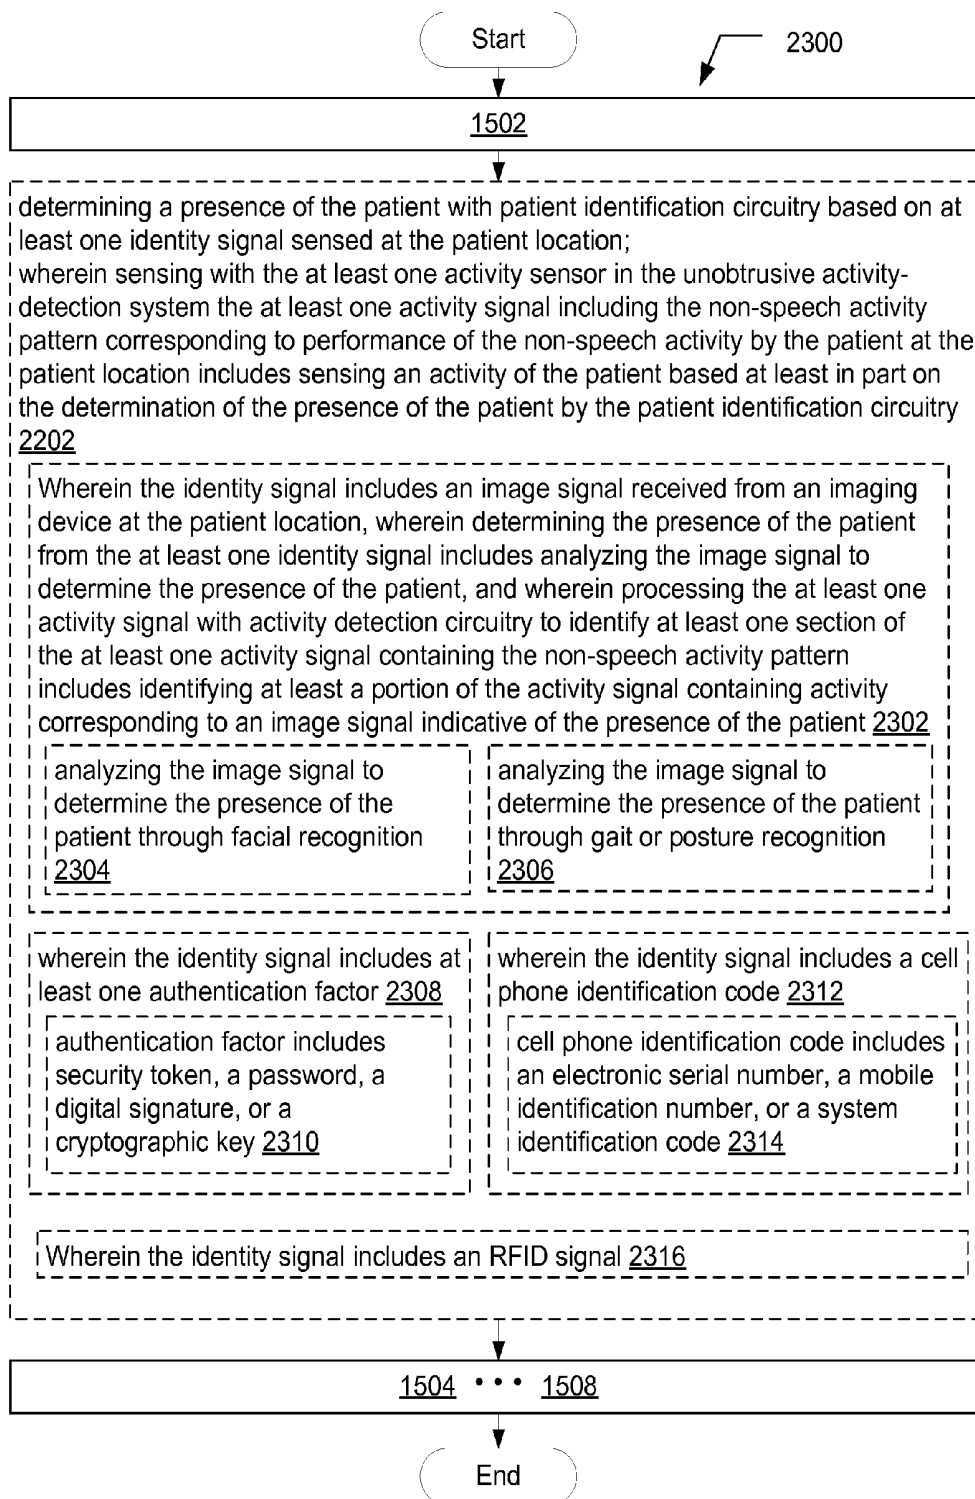 Start
2300
1502
determining a presence of the patient with patient identification circuitry based on at
least one identity signal sensed at the patient location;
wherein sensing with the at least one activity sensor in the unobtrusive activity-
detection system the at least one activity signal including the non-speech activity
pattern corresponding to performance of the non-speech activity by the patient at the
patient location includes sensing an activity of the patient based at least in part on
the determination of the presence of the patient by the patient identification circuitry
2202
Wherein the identity signal includes an image signal received from an imaging
device at the patient location, wherein determining the presence of the patient
from the at least one identity signal includes analyzing the image signal to
determine the presence of the patient, and wherein processing the at least one
activity signal with activity detection circuitry to identify at least one section of
the at least one activity signal containing the non-speech activity pattern
includes identifying at least a portion of the activity signal containing activity
corresponding to an image signal indicative of the presence of the patient 2302
analyzing the image signal to
determine the presence of the
patient through facial recognition
2304
analyzing the image signal to
determine the presence of the patient
through gait or posture recognition
2306
wherein the identity signal includes at
least one authentication factor 2308
authentication factor includes
security token, a password, a
digital signature, or a
cryptographic key 2310
wherein the identity signal includes a cell
phone identification code 2312
cell phone identification code includes
an electronic serial number, a mobile
identification number, or a system
identification code 2314
Wherein the identity signal includes an RFID signal 2316
1504 • • • 1508
End